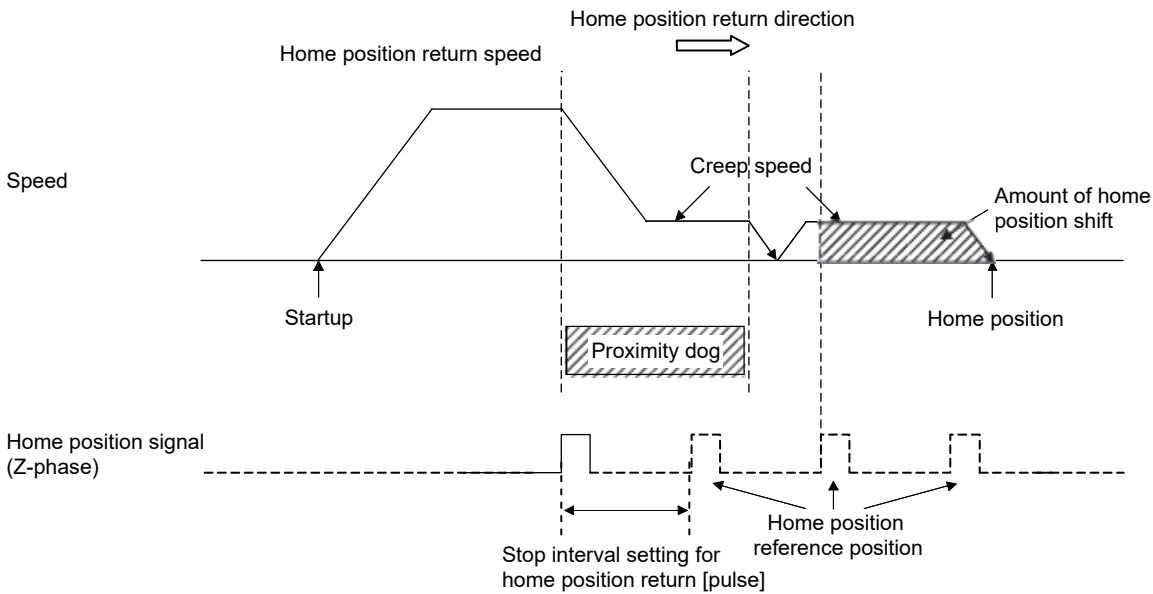 Home position return direction
Home position return speed
Speed
Creep speed
Amount of home
position shift
Startup
Home position
Proximity dog
Home position signal
(Z-phase)
Home position
reference position
Stop interval setting for
home position return [pulse]